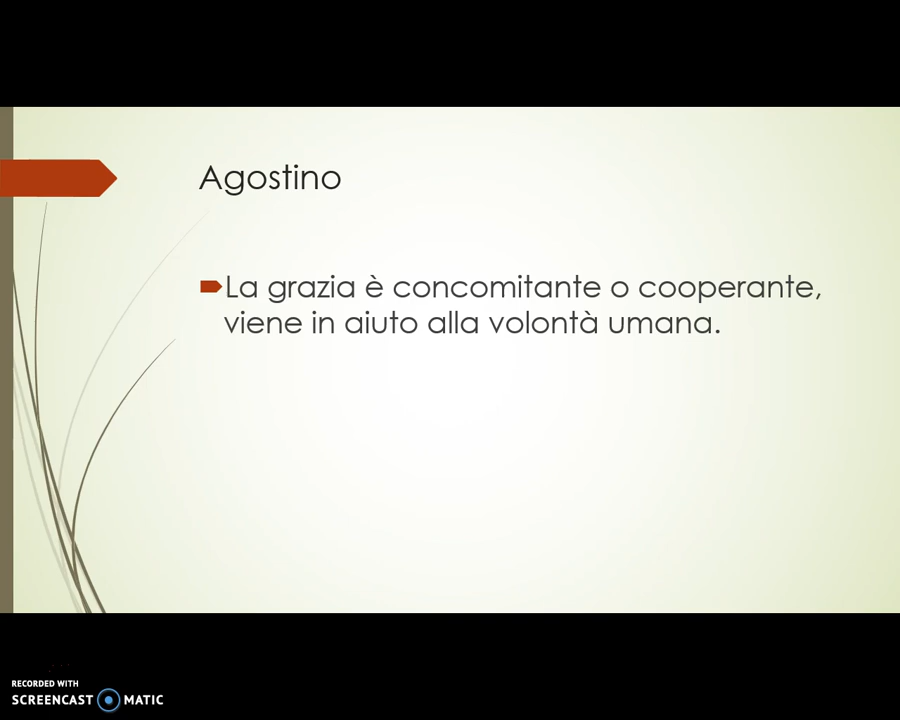 Agostino
La grazia è concomitante o cooperante,
viene in aiuto alla volontà umana.
RECORDED WITH
SCREENCAST MATIC